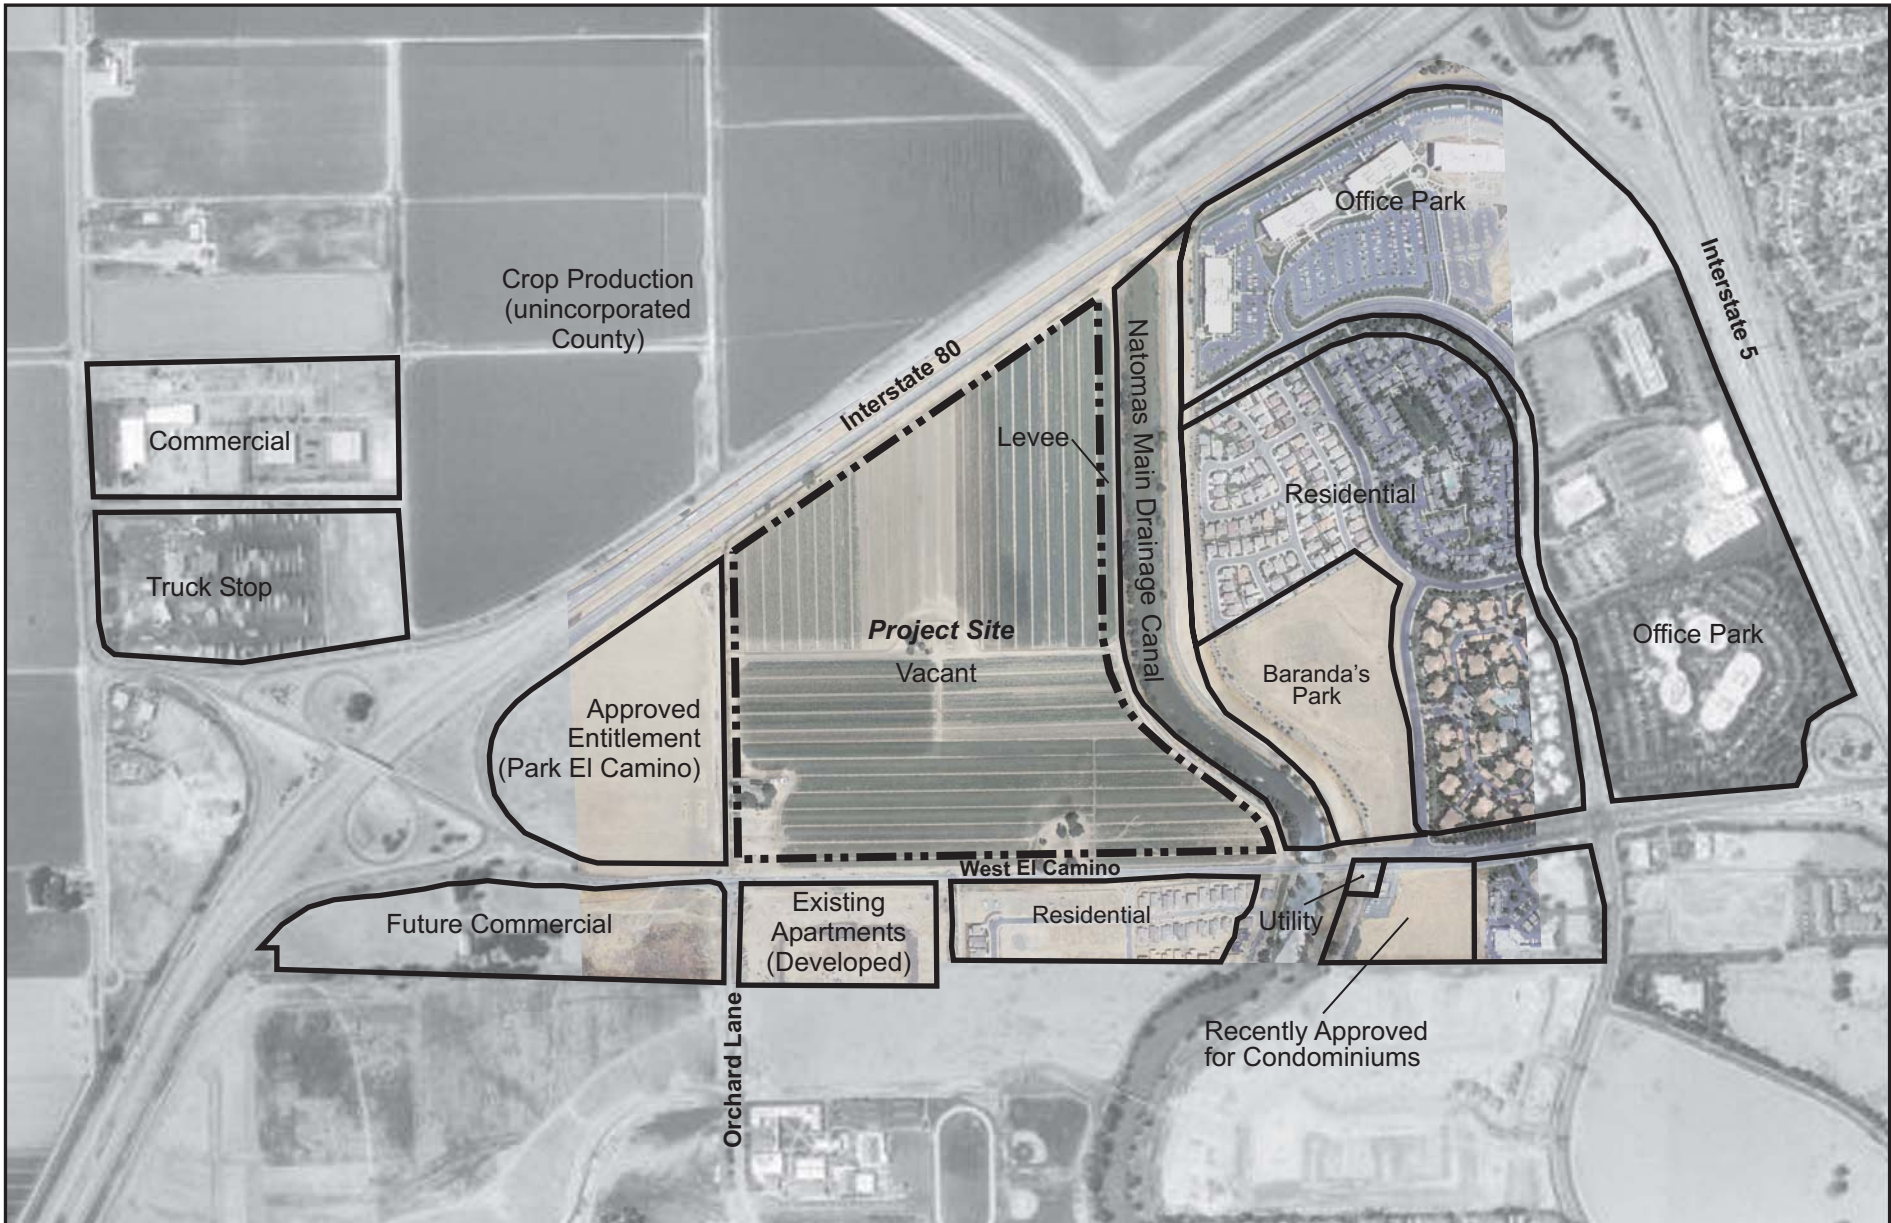 Office Park
Interstate 5
Crop Production
(unincorporated
County)
Interstate 80
Natomas Main Drainage Canal
Levee
Commercial
Residential
Truck Stop
Project Site
Vacant
Office Park
Baranda's
Park
Approved
Entitlement
(Park El Camino)
West El Camino
Future Commercial
Existing
Apartments
(Developed)
Residential
Utility
Orchard Lane
Recently Approved
for Condominiums